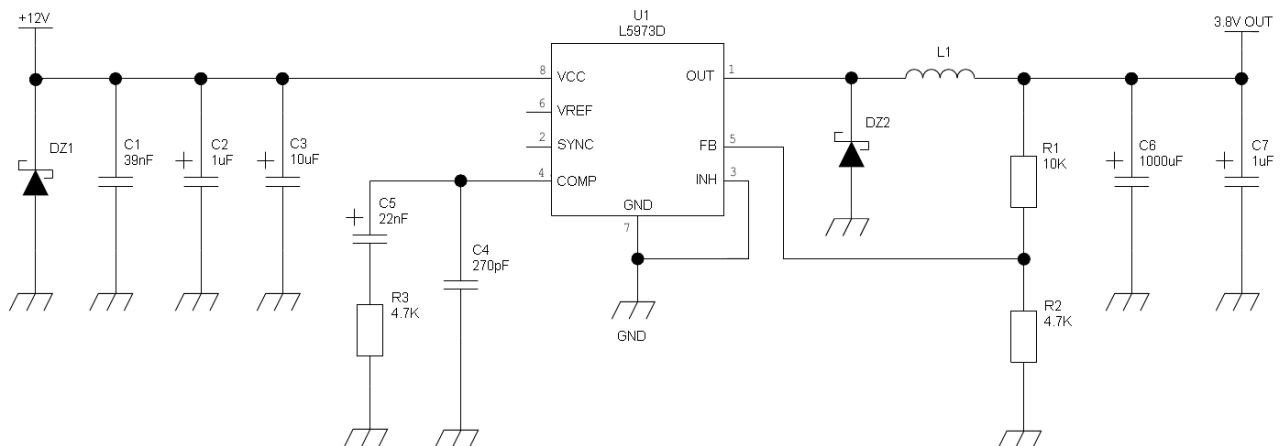 +12V
U1
L5973D
3.8V OUT
8 VCC
OUT 1
L1
6 VREF
2 SYNC
FB 5
4 COMP
INH 3
GND
7
GND
DZ1
C1
39nF
C2
1uF
C3
10uF
DZ2
R1
10K
C6
1000uF
C7
1uF
C5
22nF
C4
270pF
R3
4.7K
R2
4.7K
+
+
+
+
+